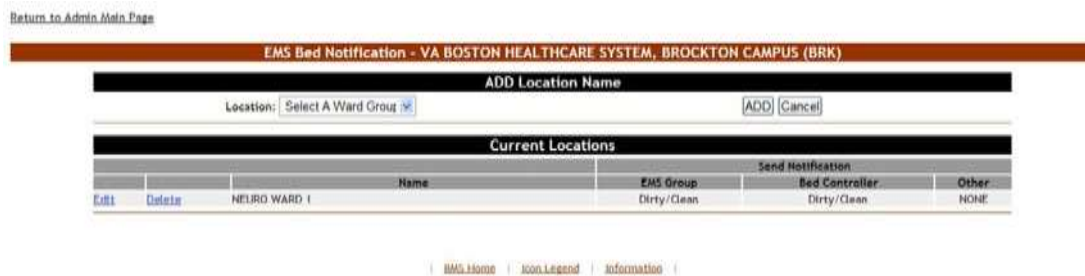 Return to Admin Main Page
EMS Bed Notification - VA BOSTON HEALTHCARE SYSTEM, BROCKTON CAMPUS (BRK)
ADD Location Name
Location: Select A Ward Group ADD Cancel
Current Locations
Send Notification
Name EMS Group Bed Controller Other
Edit Delete NEURO WARD 1 Dirty/Clean Dirty/Clean NONE
| BMS Home | Icon Legend | Information |